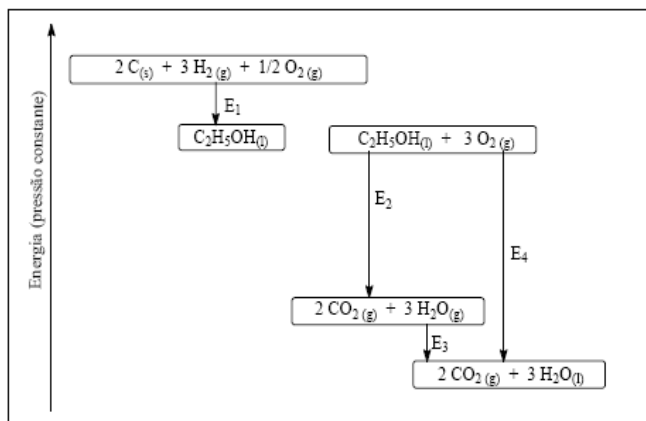 Energia (pressão constante)
2 C(s) + 3 H2 (g) + 1/2 O2 (g)
E1
C2H5OH(l)
C2H5OH(l) + 3 O2 (g)
E2
E4
2 CO2 (g) + 3 H2O(g)
E3
2 CO2 (g) + 3 H2O(l)